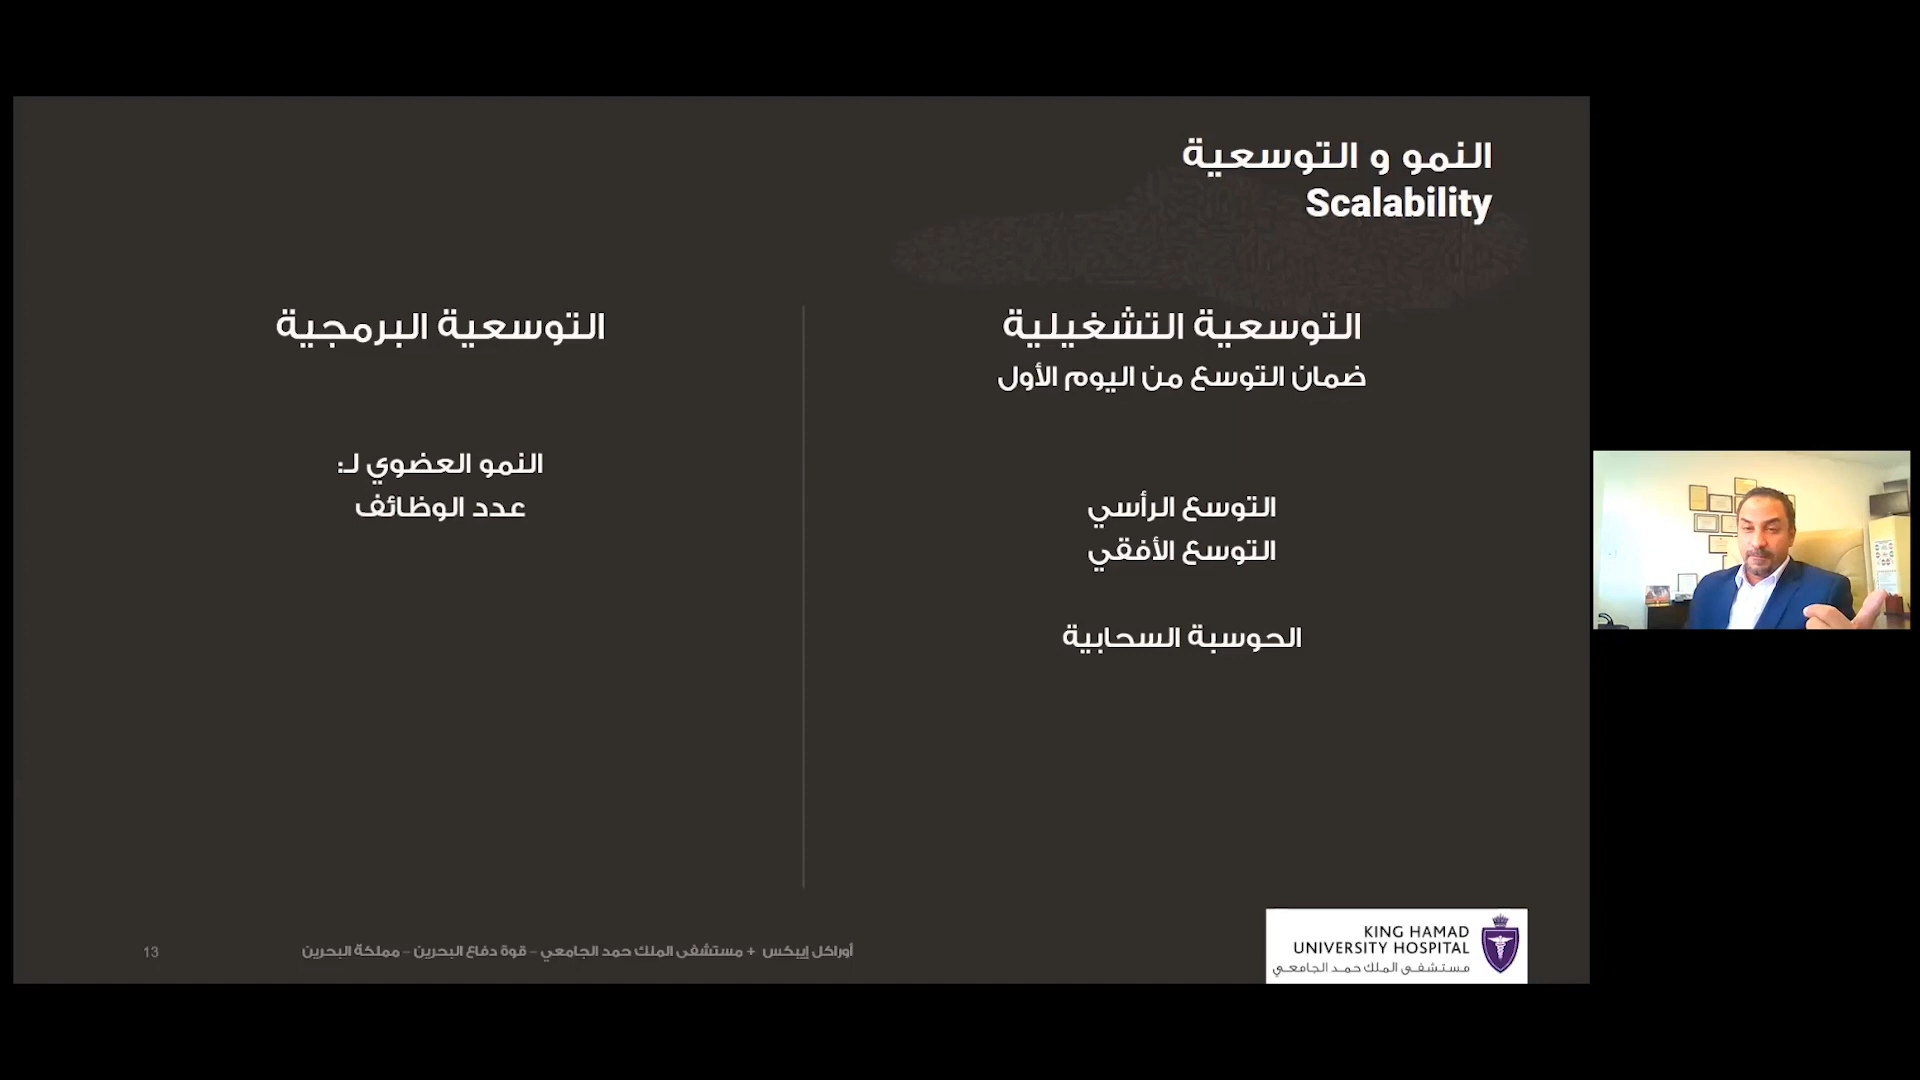 النمو و التوسعية
Scalability
التوسعية التشغيلية
ضمان التوسع من اليوم الأول
التوسع الرأسي
التوسع الأفقي
الحوسبة السحابية
التوسعية البرمجية
النمو العضوي لـ:
عدد الوظائف
KING HAMAD
UNIVERSITY HOSPITAL
مستشفى الملك حمد الجامعي
أوراكل إيبكس + مستشفى الملك حمد الجامعي – قوة دفاع البحرين – مملكة البحرين
13